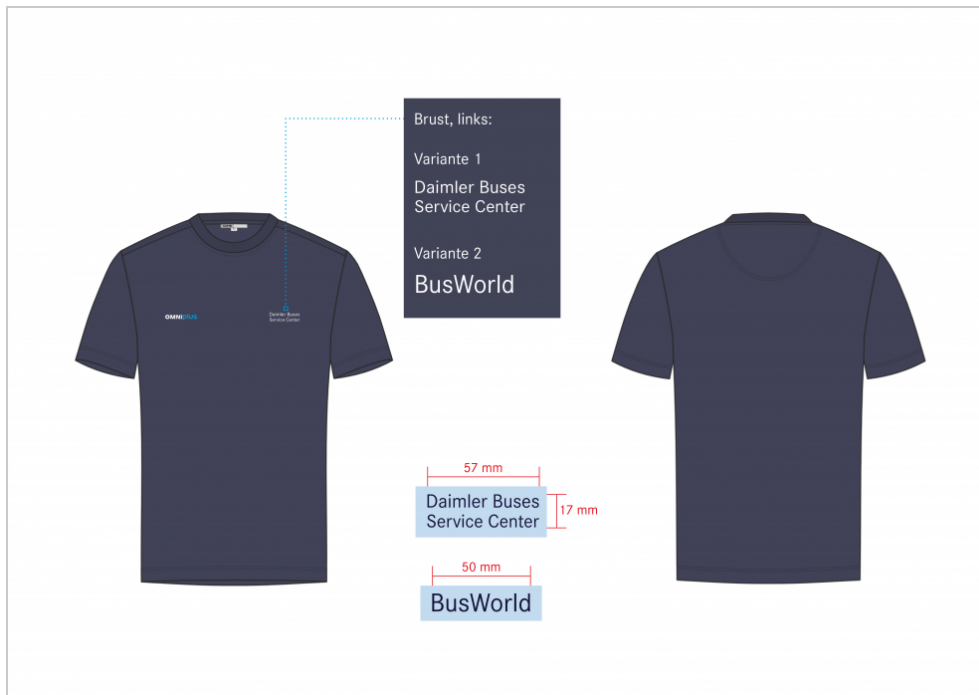 Brust, links:
Variante 1
Daimler Buses
Service Center
Variante 2
BusWorld
OMNIplus
Daimler Buses
Service Center
57 mm
Daimler Buses
Service Center
17 mm
50 mm
BusWorld